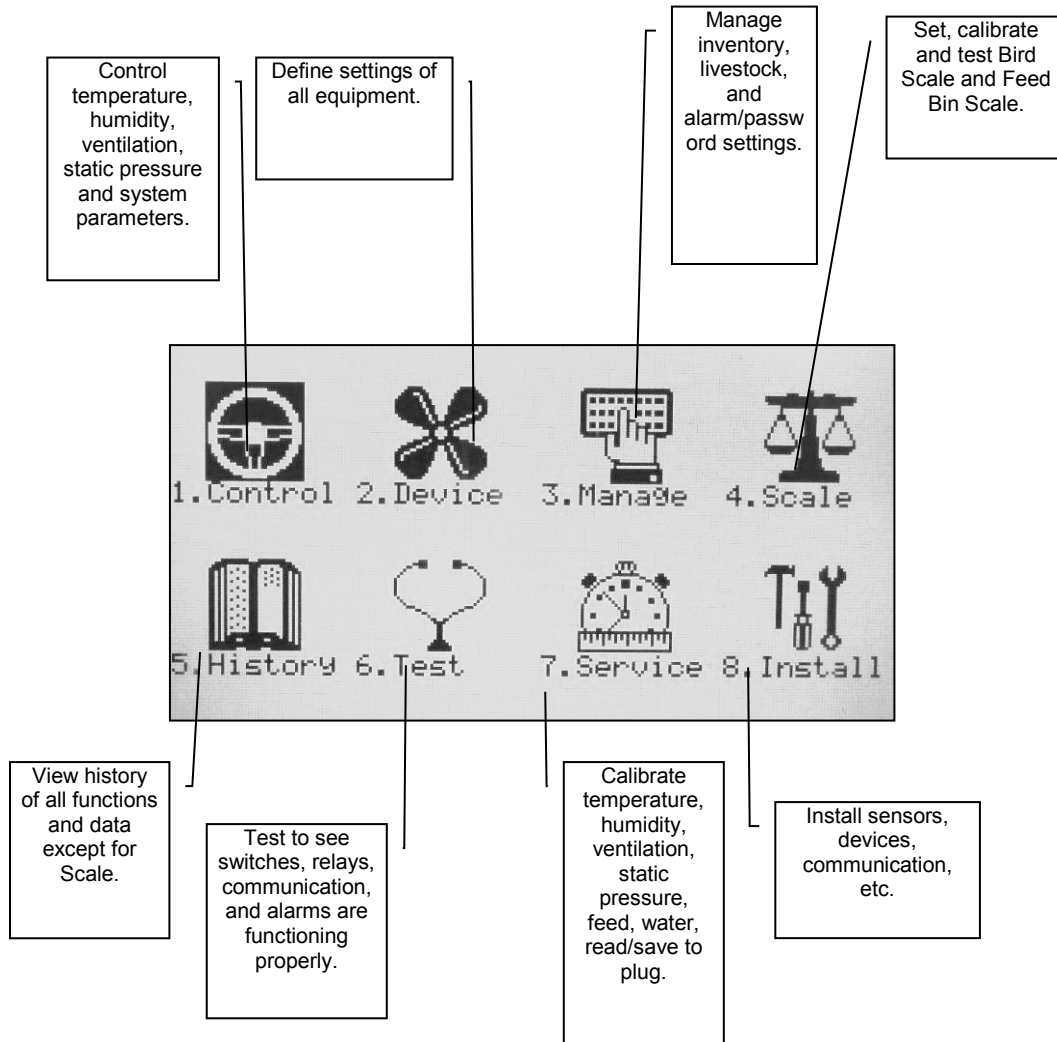 Control
temperature,
humidity,
ventilation,
static pressure
and system
parameters.
Define settings of
all equipment.
Manage
inventory,
livestock,
and
alarm/passw
ord settings.
Set, calibrate
and test Bird
Scale and Feed
Bin Scale.
1.Control 2.Device 3.Manage 4.Scale
5.History 6.Test 7.Service 8.Install
View history
of all functions
and data
except for
Scale.
Test to see
switches, relays,
communication,
and alarms are
functioning
properly.
Calibrate
temperature,
humidity,
ventilation,
static
pressure,
feed, water,
read/save to
plug.
Install sensors,
devices,
communication,
etc.